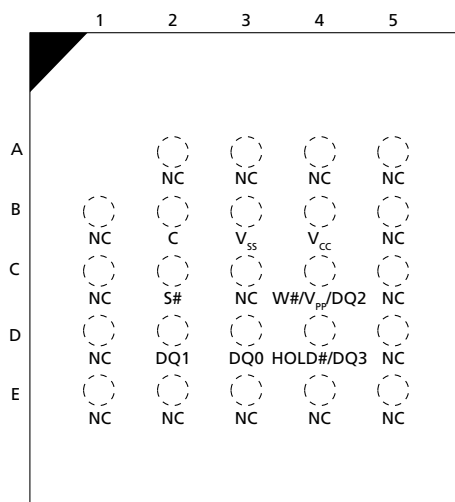 1 2 3 4 5
A
NC NC NC NC
B
NC C VSS VCC NC
C
NC S# NC W#/VPP/DQ2 NC
D
NC DQ1 DQ0 HOLD#/DQ3 NC
E
NC NC NC NC NC